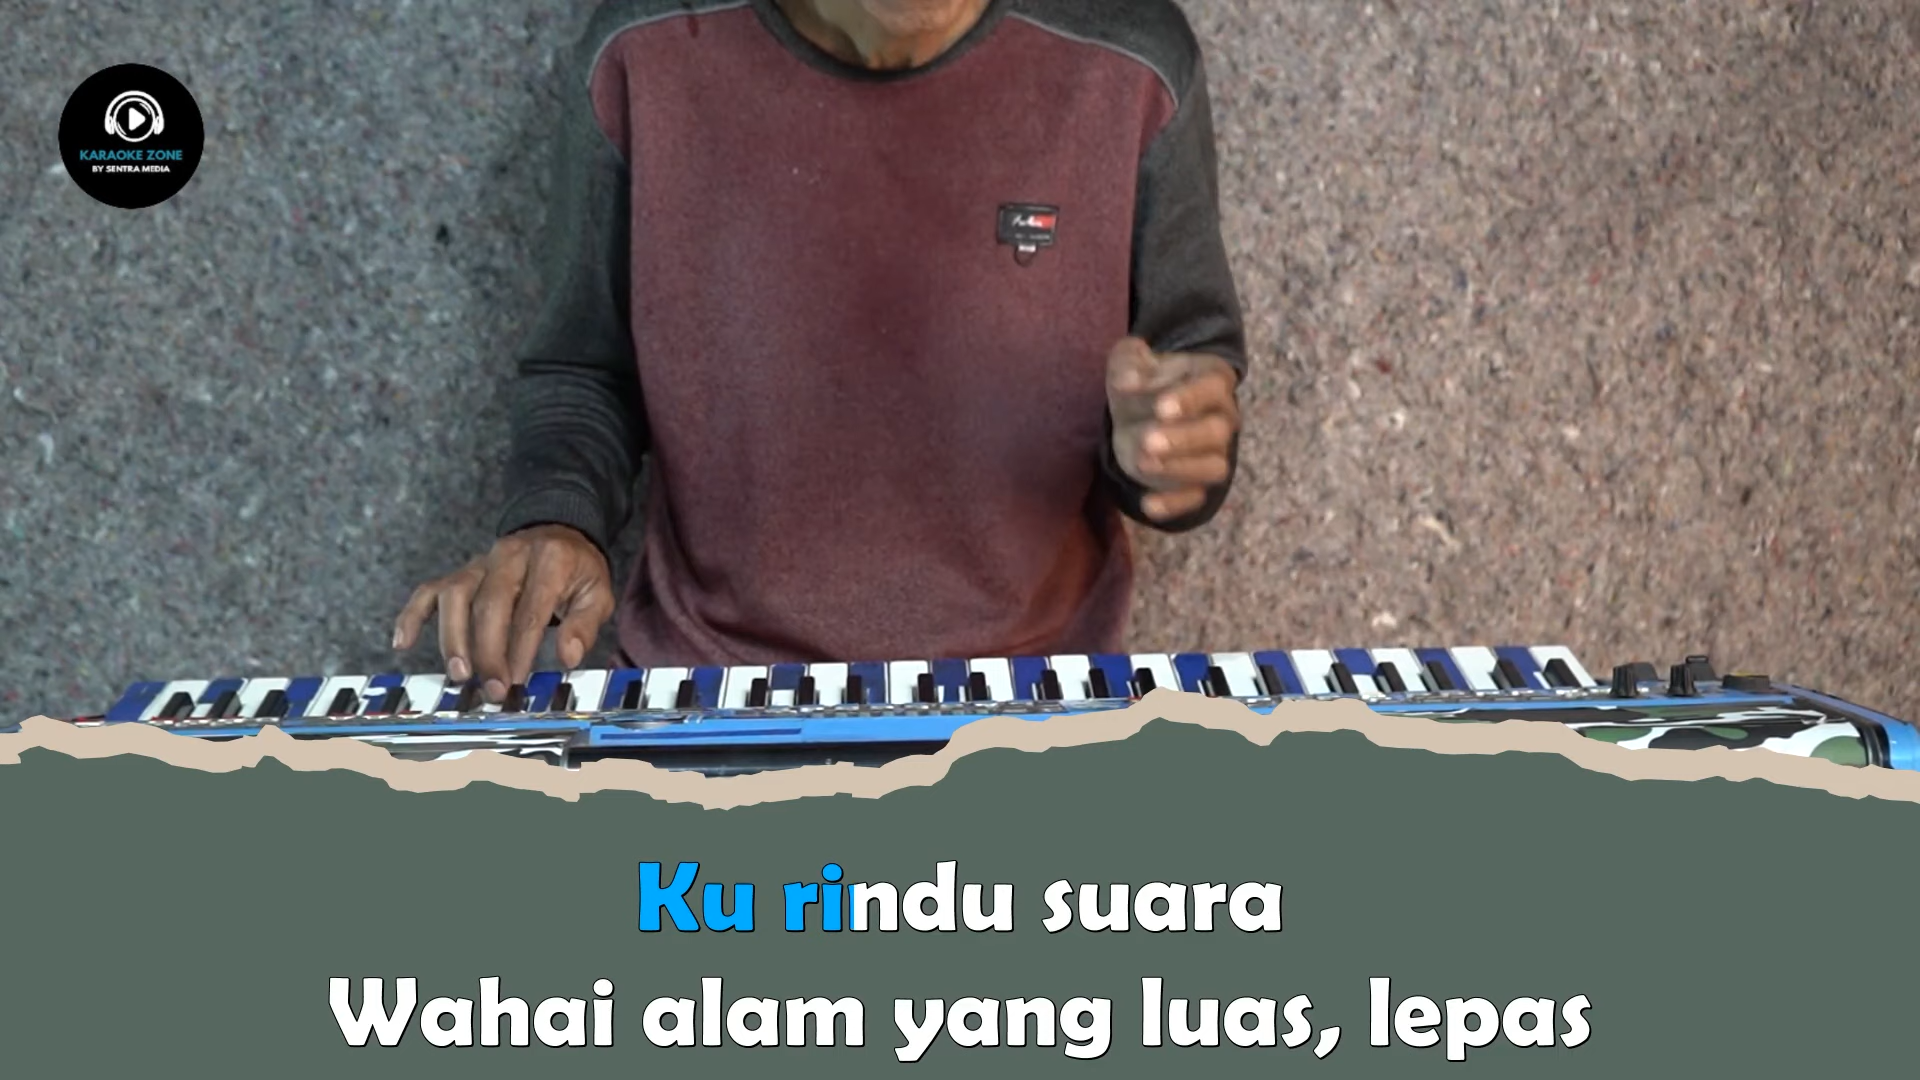 KARAOKE ZONE
BY SENTRA MEDIA
Ku rindu suara
Wahai alam yang luas, lepas